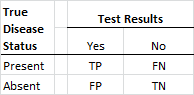 True
Disease
Status
Test Results
Yes No
Present TP FN
Absent FP TN